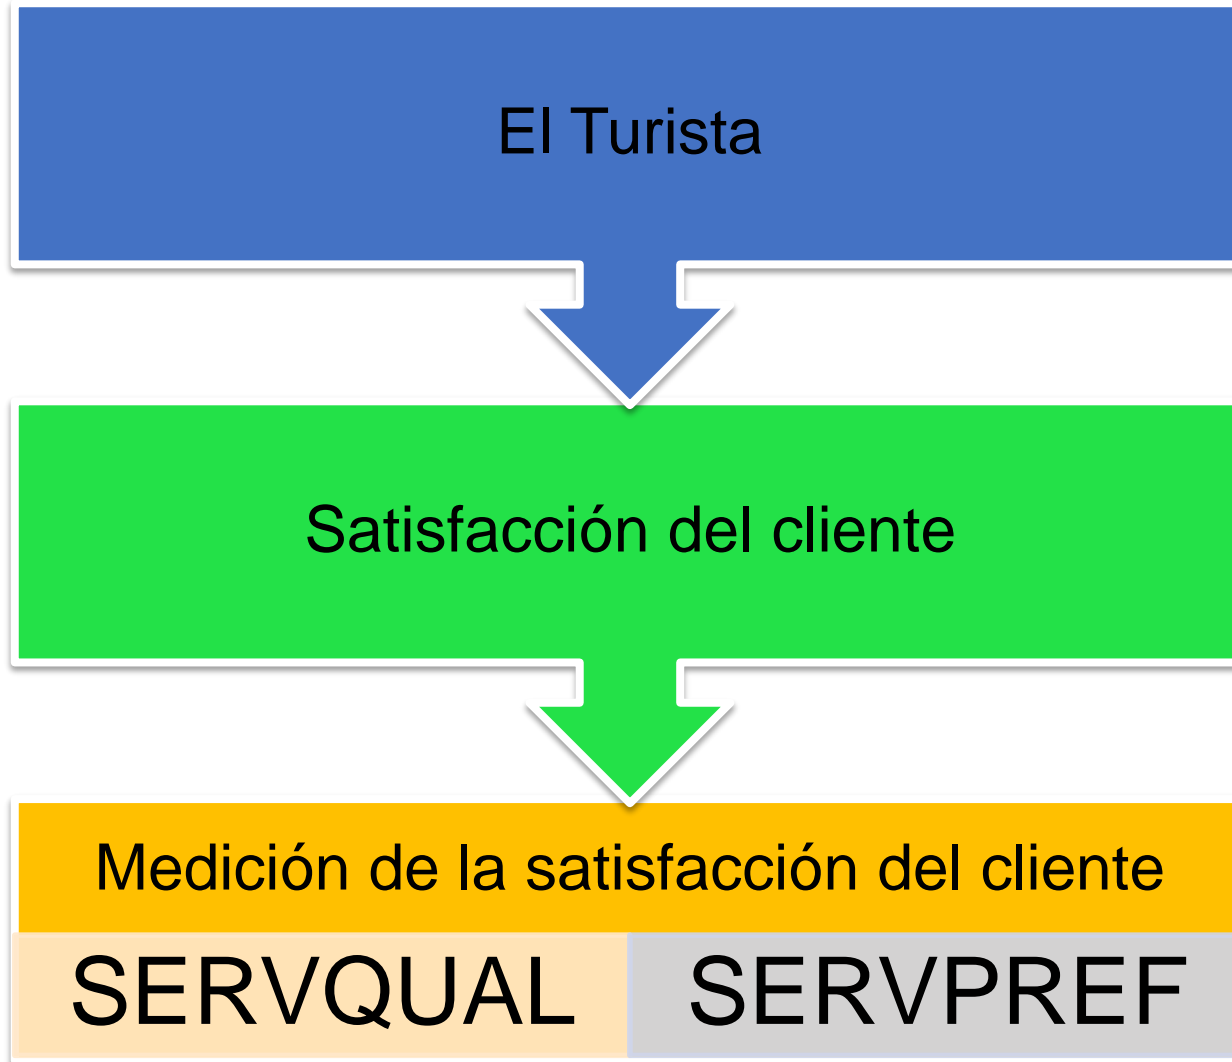 El Turista
Satisfacción del cliente
Medición de la satisfacción del cliente
SERVQUAL
SERVPREF